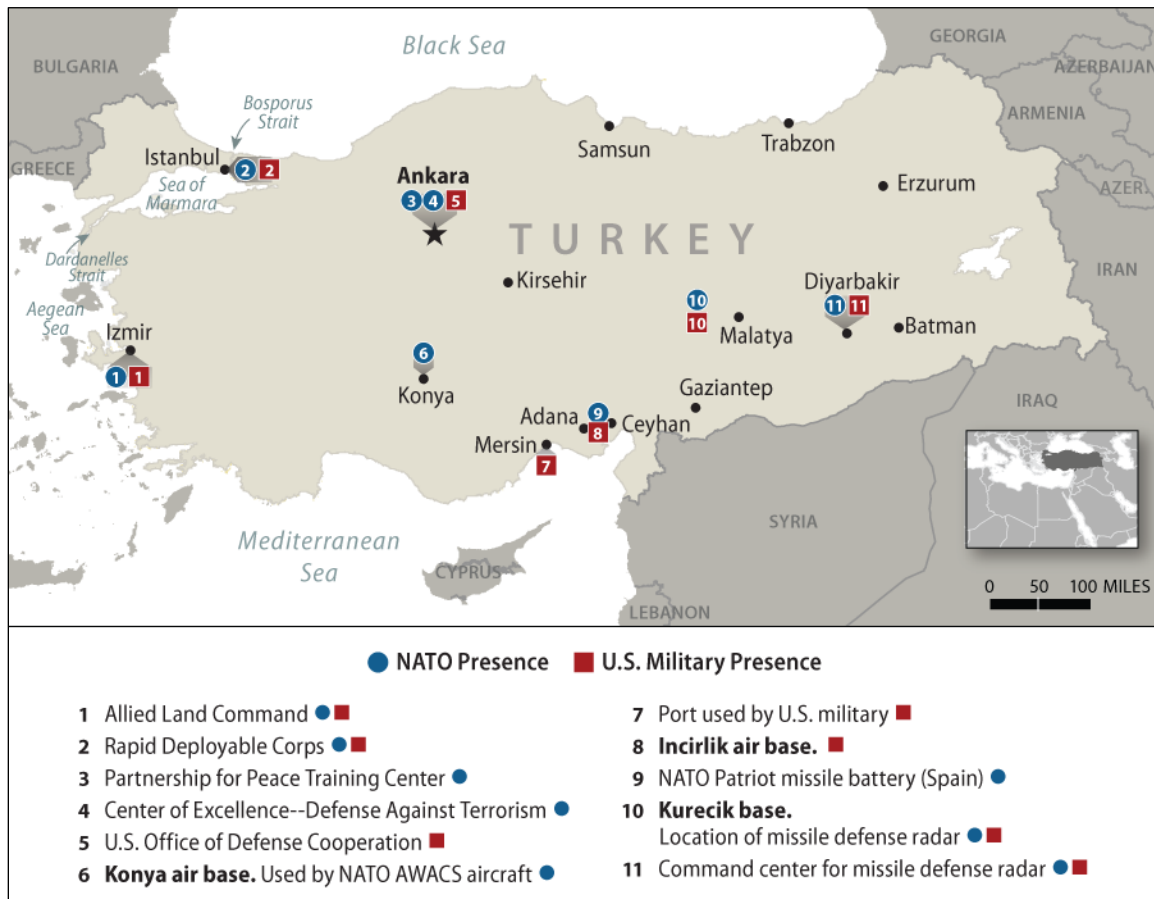 Black Sea
BULGARIA
GEORGIA
AZERBAIJAN
ARMENIA
Bosporus
Strait
Istanbul
2 2
GREECE
Sea of
Marmara
Samsun
Trabzon
Ankara
3 4 5
Erzurum
AZER.
TURKEY
Dardanelles
Strait
IRAN
Kirsehir
Diyarbakir
Aegean
Sea
10
10
11 11
Izmir
Malatya
Batman
1 1
6
Konya
Gaziantep
IRAQ
Adana
9
8
Ceyhan
Mersin
7
SYRIA
Mediterranean
Sea
CYPRUS
0 50 100 MILES
LEBANON
NATO Presence U.S. Military Presence
1 Allied Land Command
2 Rapid Deployable Corps
3 Partnership for Peace Training Center
4 Center of Excellence--Defense Against Terrorism
5 U.S. Office of Defense Cooperation
6 Konya air base. Used by NATO AWACS aircraft
7 Port used by U.S. military
8 Incirlik air base.
9 NATO Patriot missile battery (Spain)
10 Kurecik base.
Location of missile defense radar
11 Command center for missile defense radar